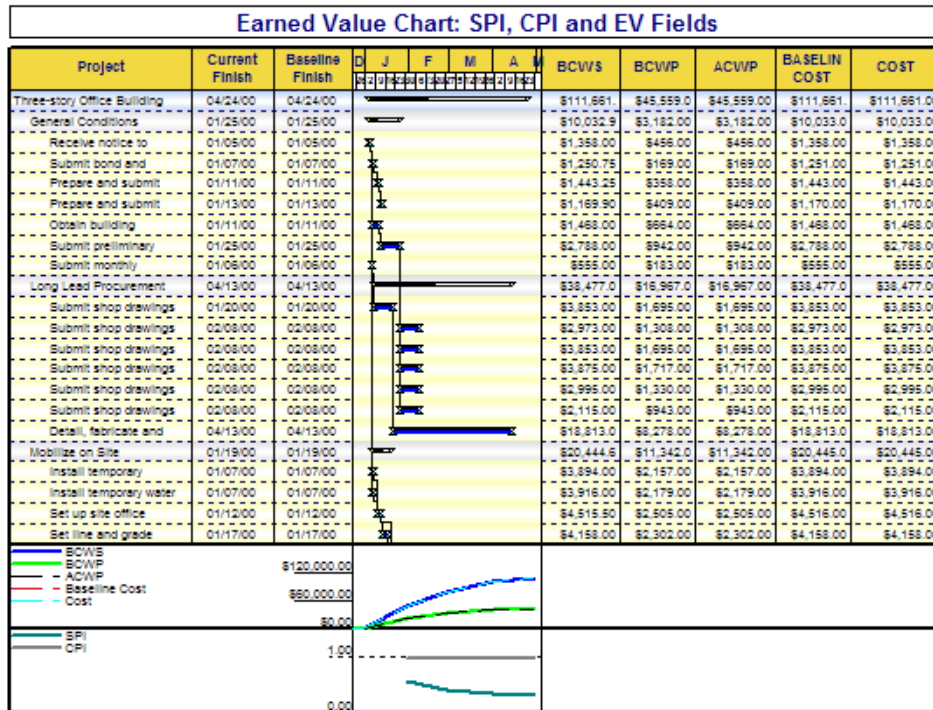 Earned Value Chart: SPI, CPI and EV Fields
Project Current Finish Baseline Finish D J F M A M BCWS BCWP ACWP BASELIN COST COST
Three-story Office Building 04/24/00 04/24/00 $111,661. $45,559.0 $45,559.00 $111,661. $111,661.0
General Conditions 01/25/00 01/25/00 $10,032.9 $3,182.00 $3,182.00 $10,033.0 $10,033.0
Receive notice to 01/05/00 01/05/00 $1,358.00 $456.00 $456.00 $1,358.00 $1,358.0
Submit bond and 01/07/00 01/07/00 $1,250.75 $169.00 $169.00 $1,251.00 $1,251.0
Prepare and submit 01/11/00 01/11/00 $1,443.25 $358.00 $358.00 $1,443.00 $1,443.0
Prepare and submit 01/13/00 01/13/00 $1,169.90 $409.00 $409.00 $1,170.00 $1,170.0
Obtain building 01/11/00 01/11/00 $1,468.00 $664.00 $664.00 $1,468.00 $1,468.0
Submit preliminary 01/25/00 01/25/00 $2,788.00 $942.00 $942.00 $2,788.00 $2,788.0
Submit monthly 01/06/00 01/06/00 $555.00 $183.00 $183.00 $555.00 $555.0
Long Lead Procurement 04/13/00 04/13/00 $38,477.0 $16,967.0 $16,967.00 $38,477.0 $38,477.0
Submit shop drawings 01/20/00 01/20/00 $3,853.00 $1,695.00 $1,695.00 $3,853.00 $3,853.0
Submit shop drawings 02/08/00 02/08/00 $2,973.00 $1,308.00 $1,308.00 $2,973.00 $2,973.0
Submit shop drawings 02/08/00 02/08/00 $3,853.00 $1,695.00 $1,695.00 $3,853.00 $3,853.0
Submit shop drawings 02/08/00 02/08/00 $3,875.00 $1,717.00 $1,717.00 $3,875.00 $3,875.0
Submit shop drawings 02/08/00 02/08/00 $2,995.00 $1,330.00 $1,330.00 $2,995.00 $2,995.0
Submit shop drawings 02/08/00 02/08/00 $2,115.00 $943.00 $943.00 $2,115.00 $2,115.0
Detail, fabricate and 04/13/00 04/13/00 $18,813.0 $8,278.00 $8,278.00 $18,813.0 $18,813.0
Mobilize on Site 01/19/00 01/19/00 $20,444.6 $11,342.0 $11,342.00 $20,445.0 $20,445.0
Install temporary 01/07/00 01/07/00 $3,894.00 $2,157.00 $2,157.00 $3,894.00 $3,894.0
Install temporary water 01/07/00 01/07/00 $3,916.00 $2,179.00 $2,179.00 $3,916.00 $3,916.0
Set up site office 01/12/00 01/12/00 $4,515.50 $2,505.00 $2,505.00 $4,516.00 $4,516.0
Set line and grade 01/17/00 01/17/00 $4,158.00 $2,302.00 $2,302.00 $4,158.00 $4,158.0
BCWS
BCWP $120,000.00
ACWP
Baseline Cost $60,000.00
Cost
$0.00
SPI
CPI 1.00
0.00